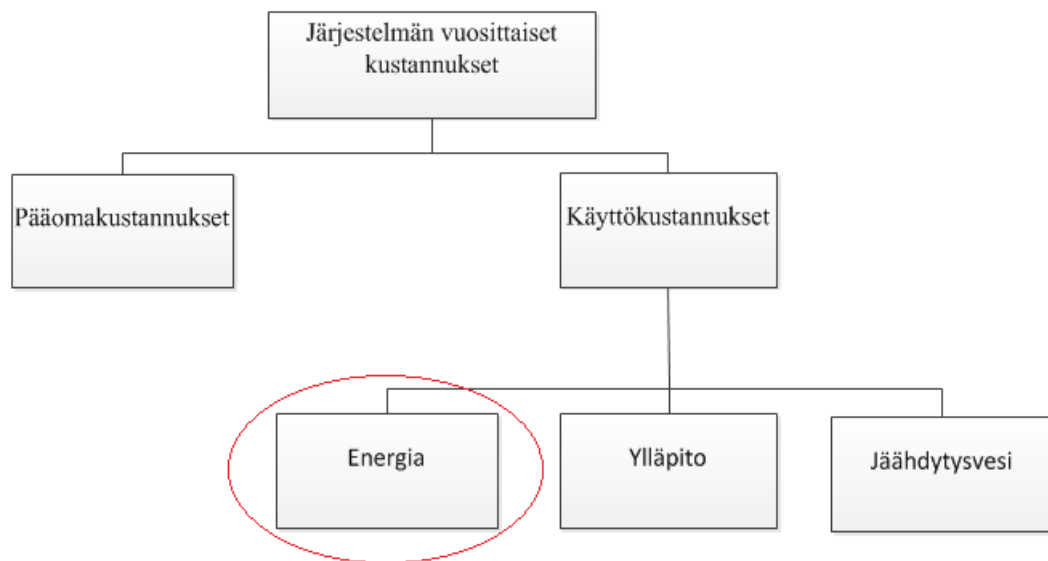 Järjestelmän vuosittaiset
kustannukset
Pääomakustannukset
Käyttökustannukset
Energia
Ylläpito
Jäähdytysvesi